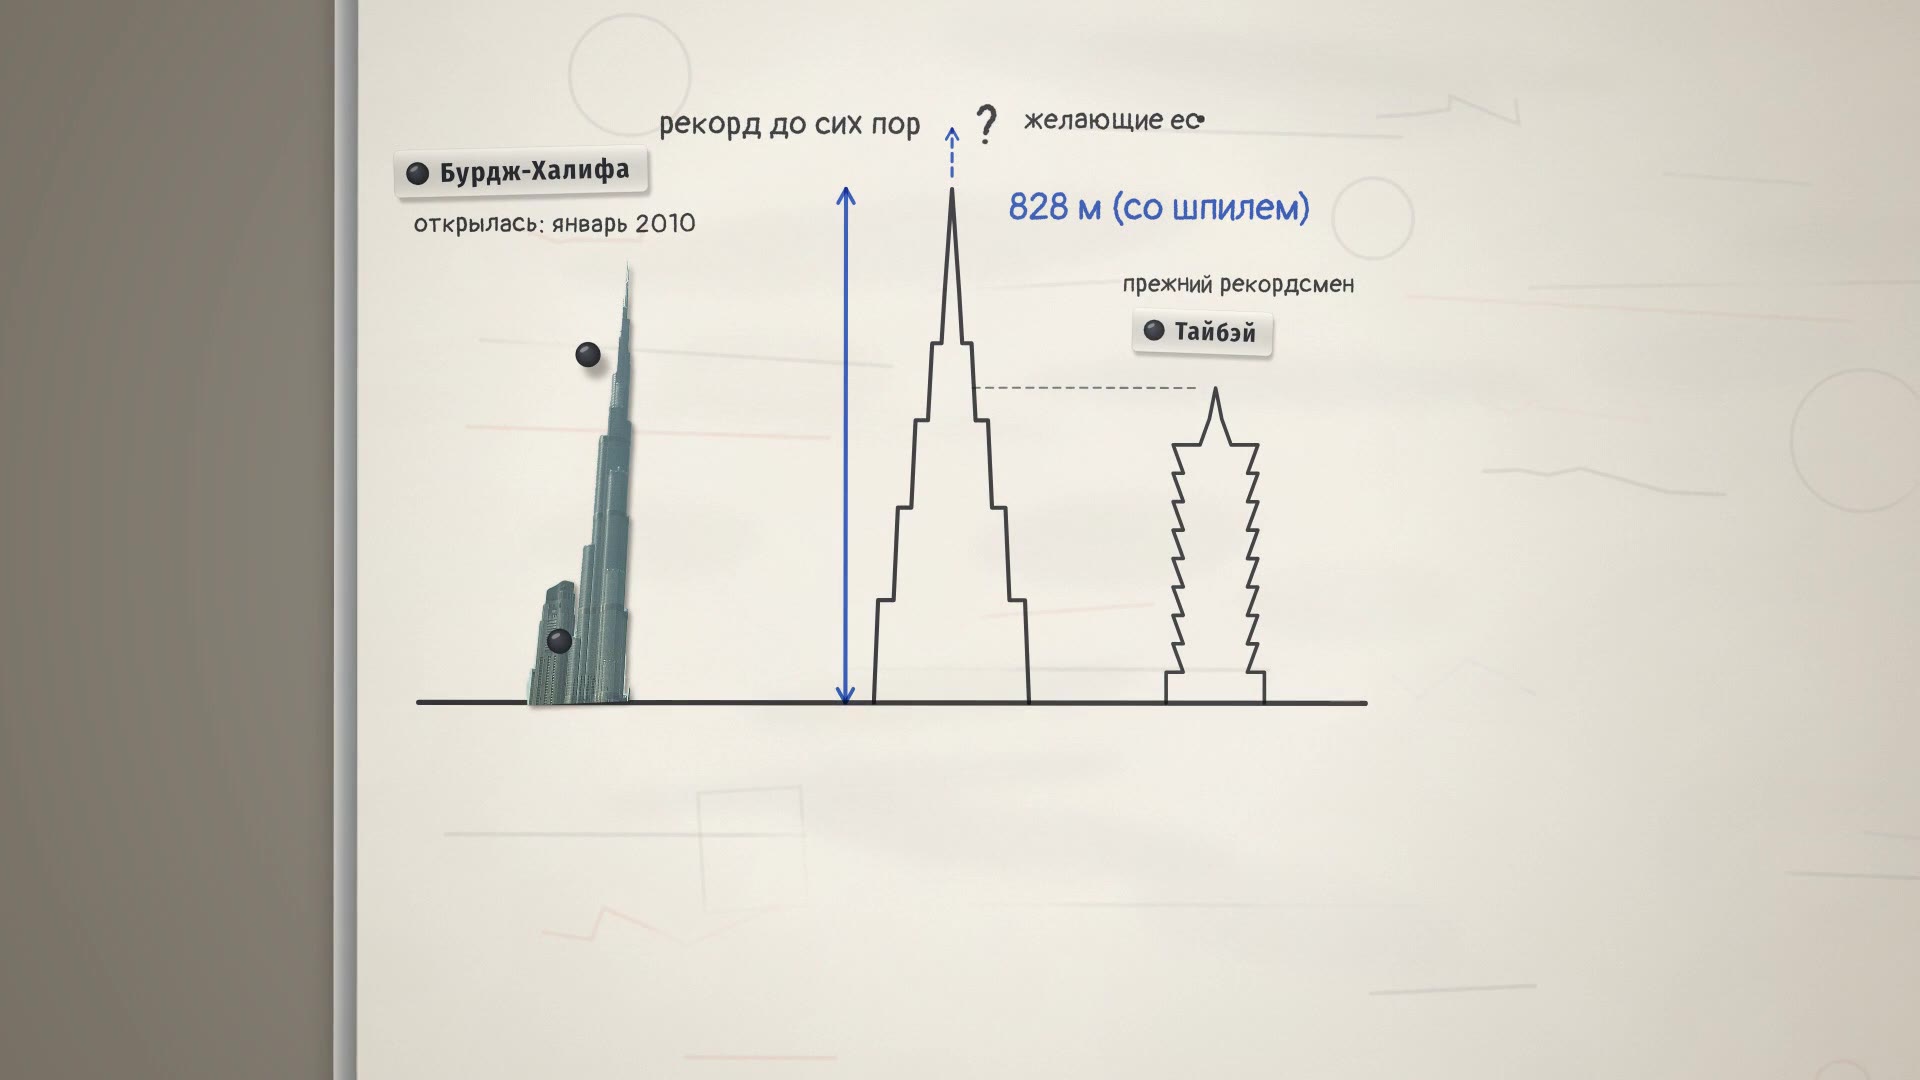 рекорд до сих пор ? желающие ес
Бурдж-Халифа
открылась: январь 2010
828 м (со шпилем)
прежний рекордсмен
Тайбэй